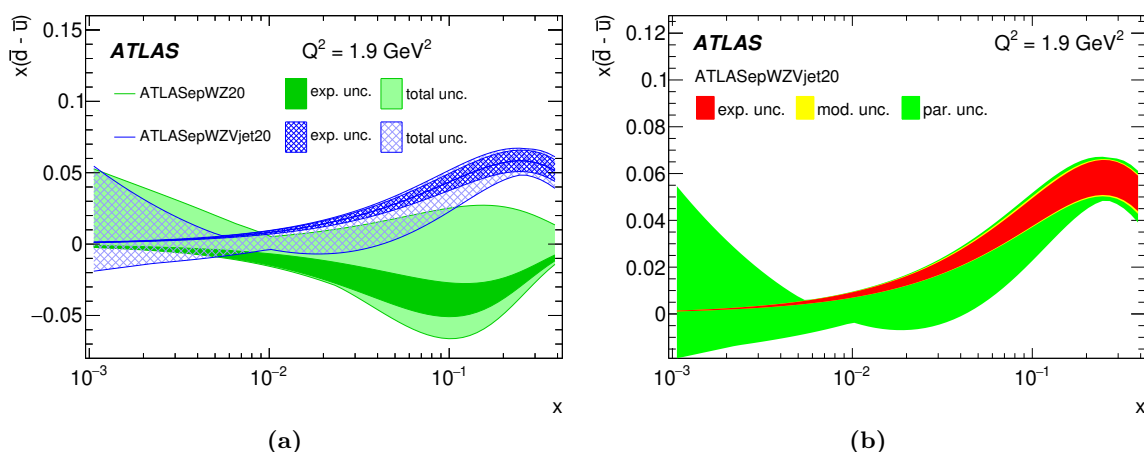 x(d̅ - u̅)
0.15
0.1
0.05
0
−0.05
ATLAS
Q² = 1.9 GeV²
ATLASepWZ20
exp. unc.
total unc.
ATLASepWZVjet20
exp. unc.
total unc.
10⁻³
10⁻²
10⁻¹
x
(a)
x(d̅ - u̅)
0.12
0.1
0.08
0.06
0.04
0.02
0
ATLAS
Q² = 1.9 GeV²
ATLASepWZVjet20
exp. unc.
mod. unc.
par. unc.
10⁻³
10⁻²
10⁻¹
x
(b)